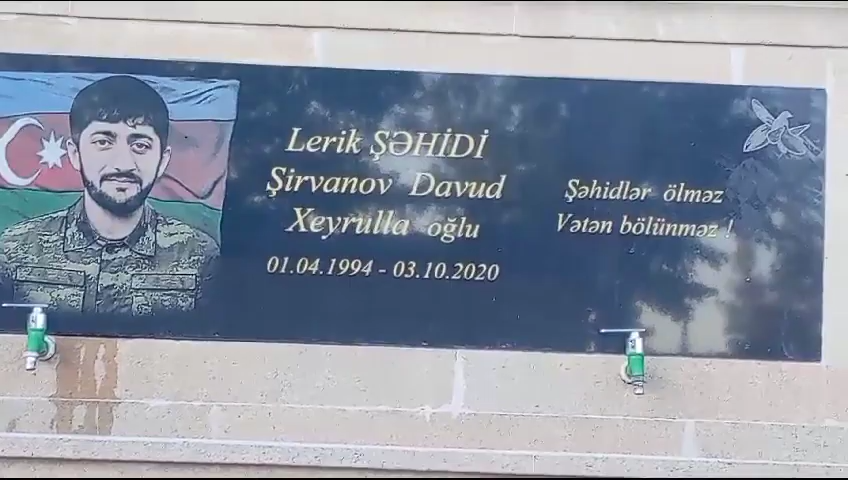 Lerik ŞƏHİDİ
Şirvanov Davud
Xeyrulla oğlu
01.04.1994 - 03.10.2020
Şəhidlər ölməz
Vətən bölünməz !